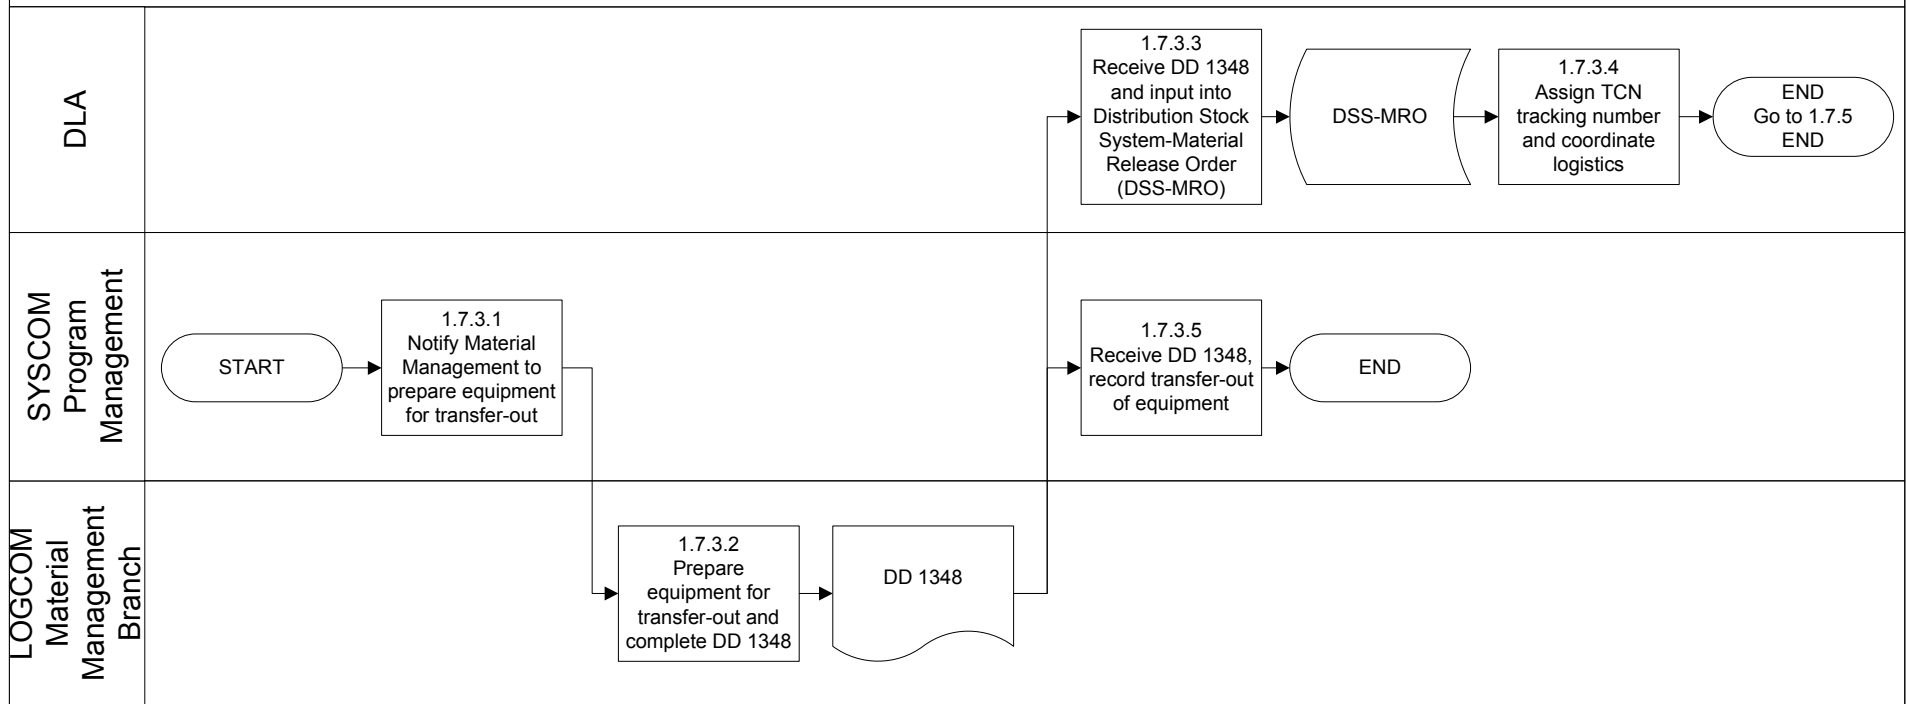 DLA
1.7.3.3
Receive DD 1348
and input into
Distribution Stock
System-Material
Release Order
(DSS-MRO)
DSS-MRO
1.7.3.4
Assign TCN
tracking number
and coordinate
logistics
END
Go to 1.7.5
END
SYSCOM
Program
Management
START
1.7.3.1
Notify Material
Management to
prepare equipment
for transfer-out
1.7.3.5
Receive DD 1348,
record transfer-out
of equipment
END
LOGCOM
Material
Management
Branch
1.7.3.2
Prepare
equipment for
transfer-out and
complete DD 1348
DD 1348